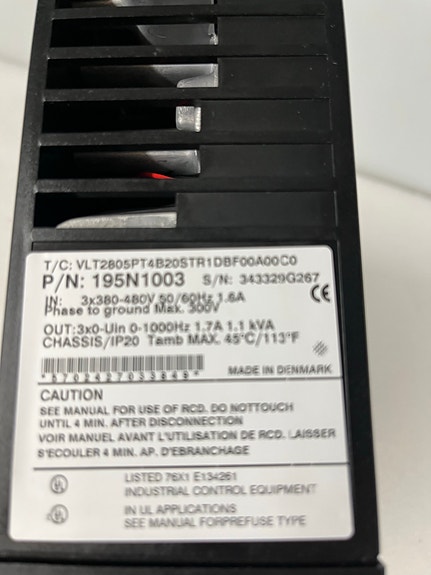 T/C: VLT2805PT4B20STR1DBF00A00C0
P/N: 195N1003 S/N: 343329G267
IN: 3x380-480V 50/60Hz 1.6A
Phase to ground Max. 300V
CE
OUT:3x0-Uin 0-1000Hz 1.7A 1.1 kVA
CHASSIS/IP20 Tamb MAX. 45°C/113°F
*5702427033849*
MADE IN DENMARK
CAUTION
SEE MANUAL FOR USE OF RCD. DO NOTTOUCH
UNTIL 4 MIN. AFTER DISCONNECTION
VOIR MANUEL AVANT L'UTILISATION DE RCD. LAISSER
S'ECOULER 4 MIN. AP. D'EBRANCHAGE
UL LISTED 76X1 E134261
INDUSTRIAL CONTROL EQUIPMENT
IN UL APPLICATIONS
SEE MANUAL FORPREFUSE TYPE